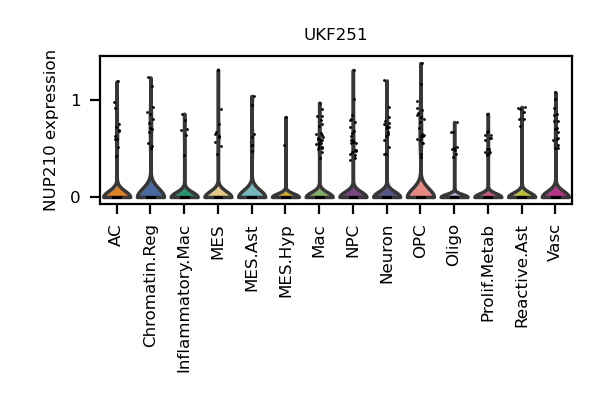 UKF251
NUP210 expression
1
0
AC
Chromatin.Reg
Inflammatory.Mac
MES
MES.Ast
MES.Hyp
Mac
NPC
Neuron
OPC
Oligo
Prolif.Metab
Reactive.Ast
Vasc